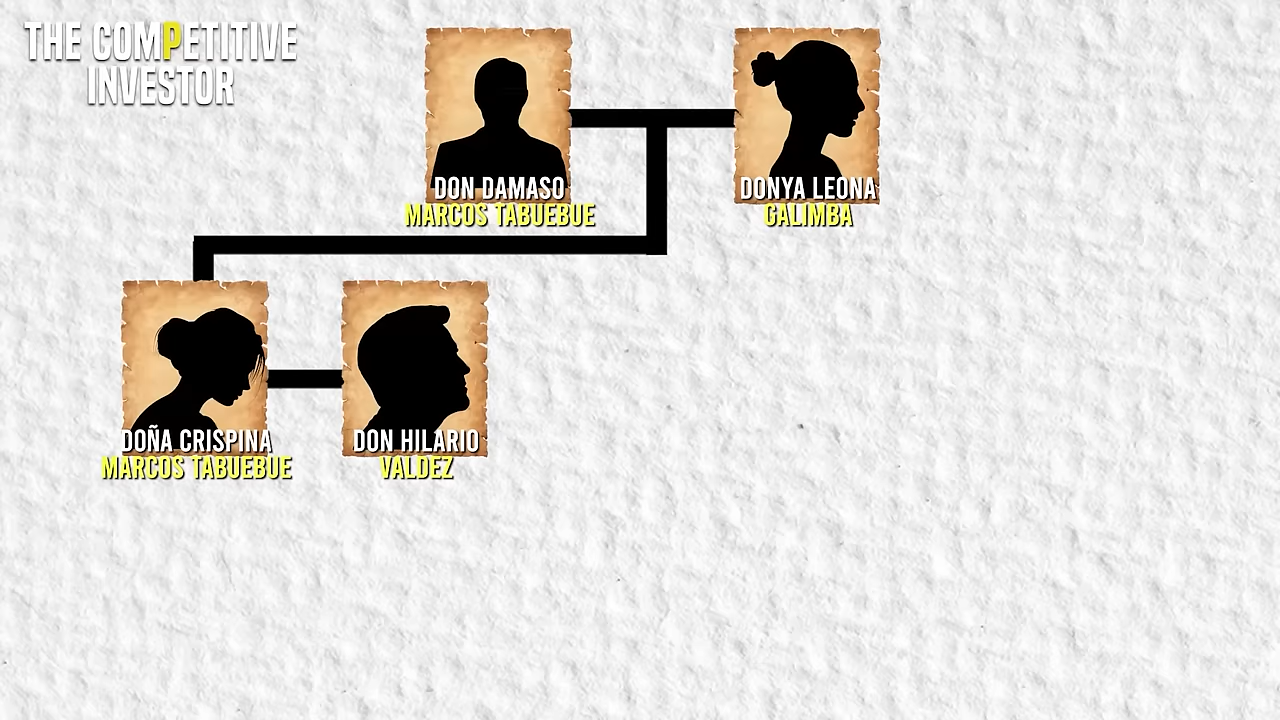 THE COMPETITIVE
INVESTOR
DON DAMASO
MARCOS TABUEBUE
DONYA LEONA
GALIMBA
DOÑA CRISPINA
MARCOS TABUEBUE
DON HILARIO
VALDEZ